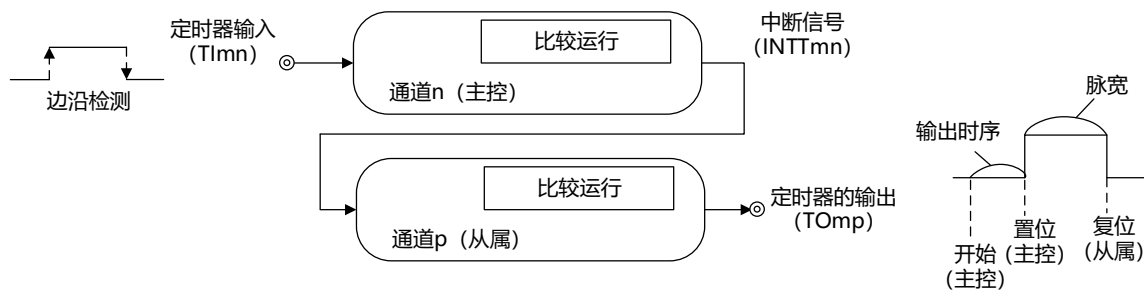 定时器输入
（TImn）
边沿检测
比较运行
通道n（主控）
中断信号
（INTTmn）
比较运行
通道p（从属）
定时器的输出
（TOmp）
脉宽
输出时序
开始
（主控）
置位
（主控）
复位
（从属）